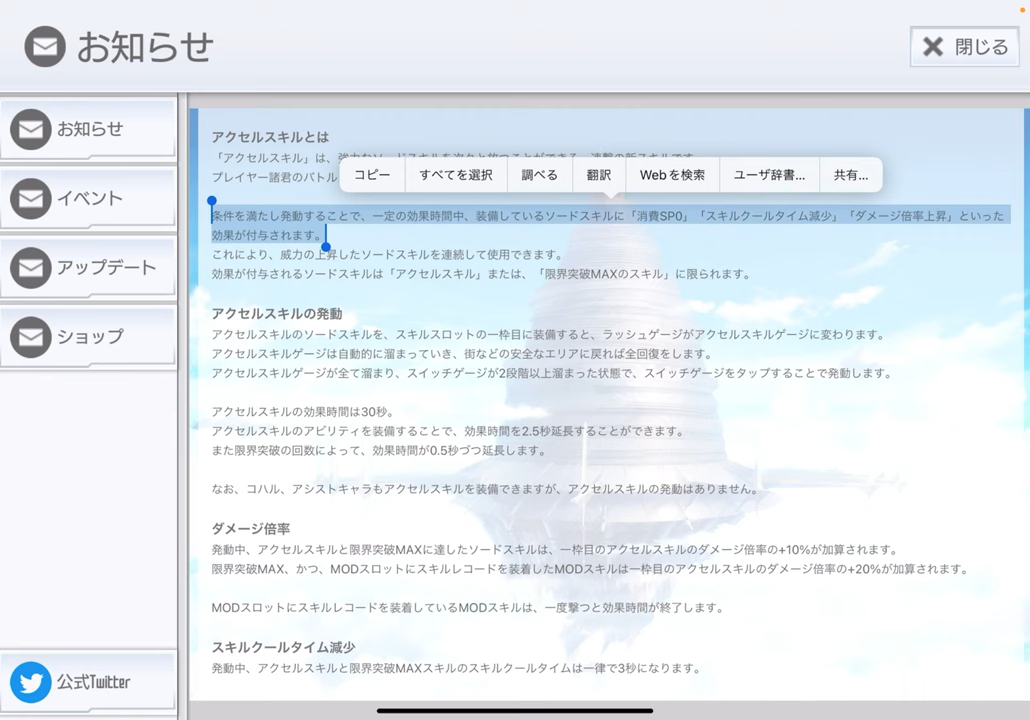 お知らせ
閉じる
お知らせ
イベント
アップデート
ショップ
公式Twitter
アクセルスキルとは
「アクセルスキル」は、強力なソードスキルを次々と放つことができる、連撃の新スキルです。
プレイヤー諸君のバトル
コピー
すべてを選択
調べる
翻訳
Webを検索
ユーザ辞書...
共有...
条件を満たし発動することで、一定の効果時間中、装備しているソードスキルに「消費SP0」「スキルクールタイム減少」「ダメージ倍率上昇」といった
効果が付与されます。
これにより、威力の上昇したソードスキルを連続して使用できます。
効果が付与されるソードスキルは「アクセルスキル」または、「限界突破MAXのスキル」に限られます。
アクセルスキルの発動
アクセルスキルのソードスキルを、スキルスロットの一枠目に装備すると、ラッシュゲージがアクセルスキルゲージに変わります。
アクセルスキルゲージは自動的に溜まっていき、街などの安全なエリアに戻れば全回復をします。
アクセルスキルゲージが全て溜まり、スイッチゲージが2段階以上溜まった状態で、スイッチゲージをタップすることで発動します。
アクセルスキルの効果時間は30秒。
アクセルスキルのアビリティを装備することで、効果時間を2.5秒延長することができます。
また限界突破の回数によって、効果時間が0.5秒づつ延長します。
なお、コハル、アシストキャラもアクセルスキルを装備できますが、アクセルスキルの発動はありません。
ダメージ倍率
発動中、アクセルスキルと限界突破MAXに達したソードスキルは、一枠目のアクセルスキルのダメージ倍率の+10%が加算されます。
限界突破MAX、かつ、MODスロットにスキルレコードを装着したMODスキルは一枠目のアクセルスキルのダメージ倍率の+20%が加算されます。
MODスロットにスキルレコードを装着しているMODスキルは、一度撃つと効果時間が終了します。
スキルクールタイム減少
発動中、アクセルスキルと限界突破MAXスキルのスキルクールタイムは一律で3秒になります。